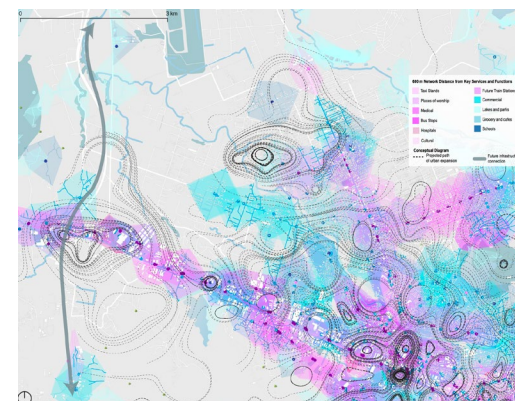 0
3 km
800 m Network Distance from Key Services and Functions
Taxi Stands
Places of worship
Medical
Bus Stops
Hospitals
Cultural
Future Train Stations
Commercial
Lakes and parks
Grocery and cafes
Schools
Conceptual Diagram
Projected path
of urban expansion
Future infrastructure
connection